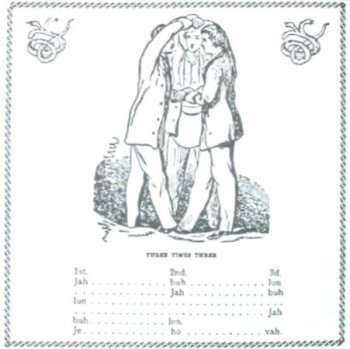 THREE TIMES THREE
1st. 2nd. 3d.
Jah . . . . . . . . . . . . buh . . . . . . . . . . . . lun.
. . . . . . . . . . . . . . . Jah . . . . . . . . . . . . buh
lun . . . . . . . . . . . . . . . . . . . . . . . . . . . .
. . . . . . . . . . . . . . . . . . . . . . . . . . . . Jah
buh . . . . . . . . . . . . lun. . . . . . . . . . . . . .
Je. . . . . . . . . . . . . ho . . . . . . . . . . . . vah.